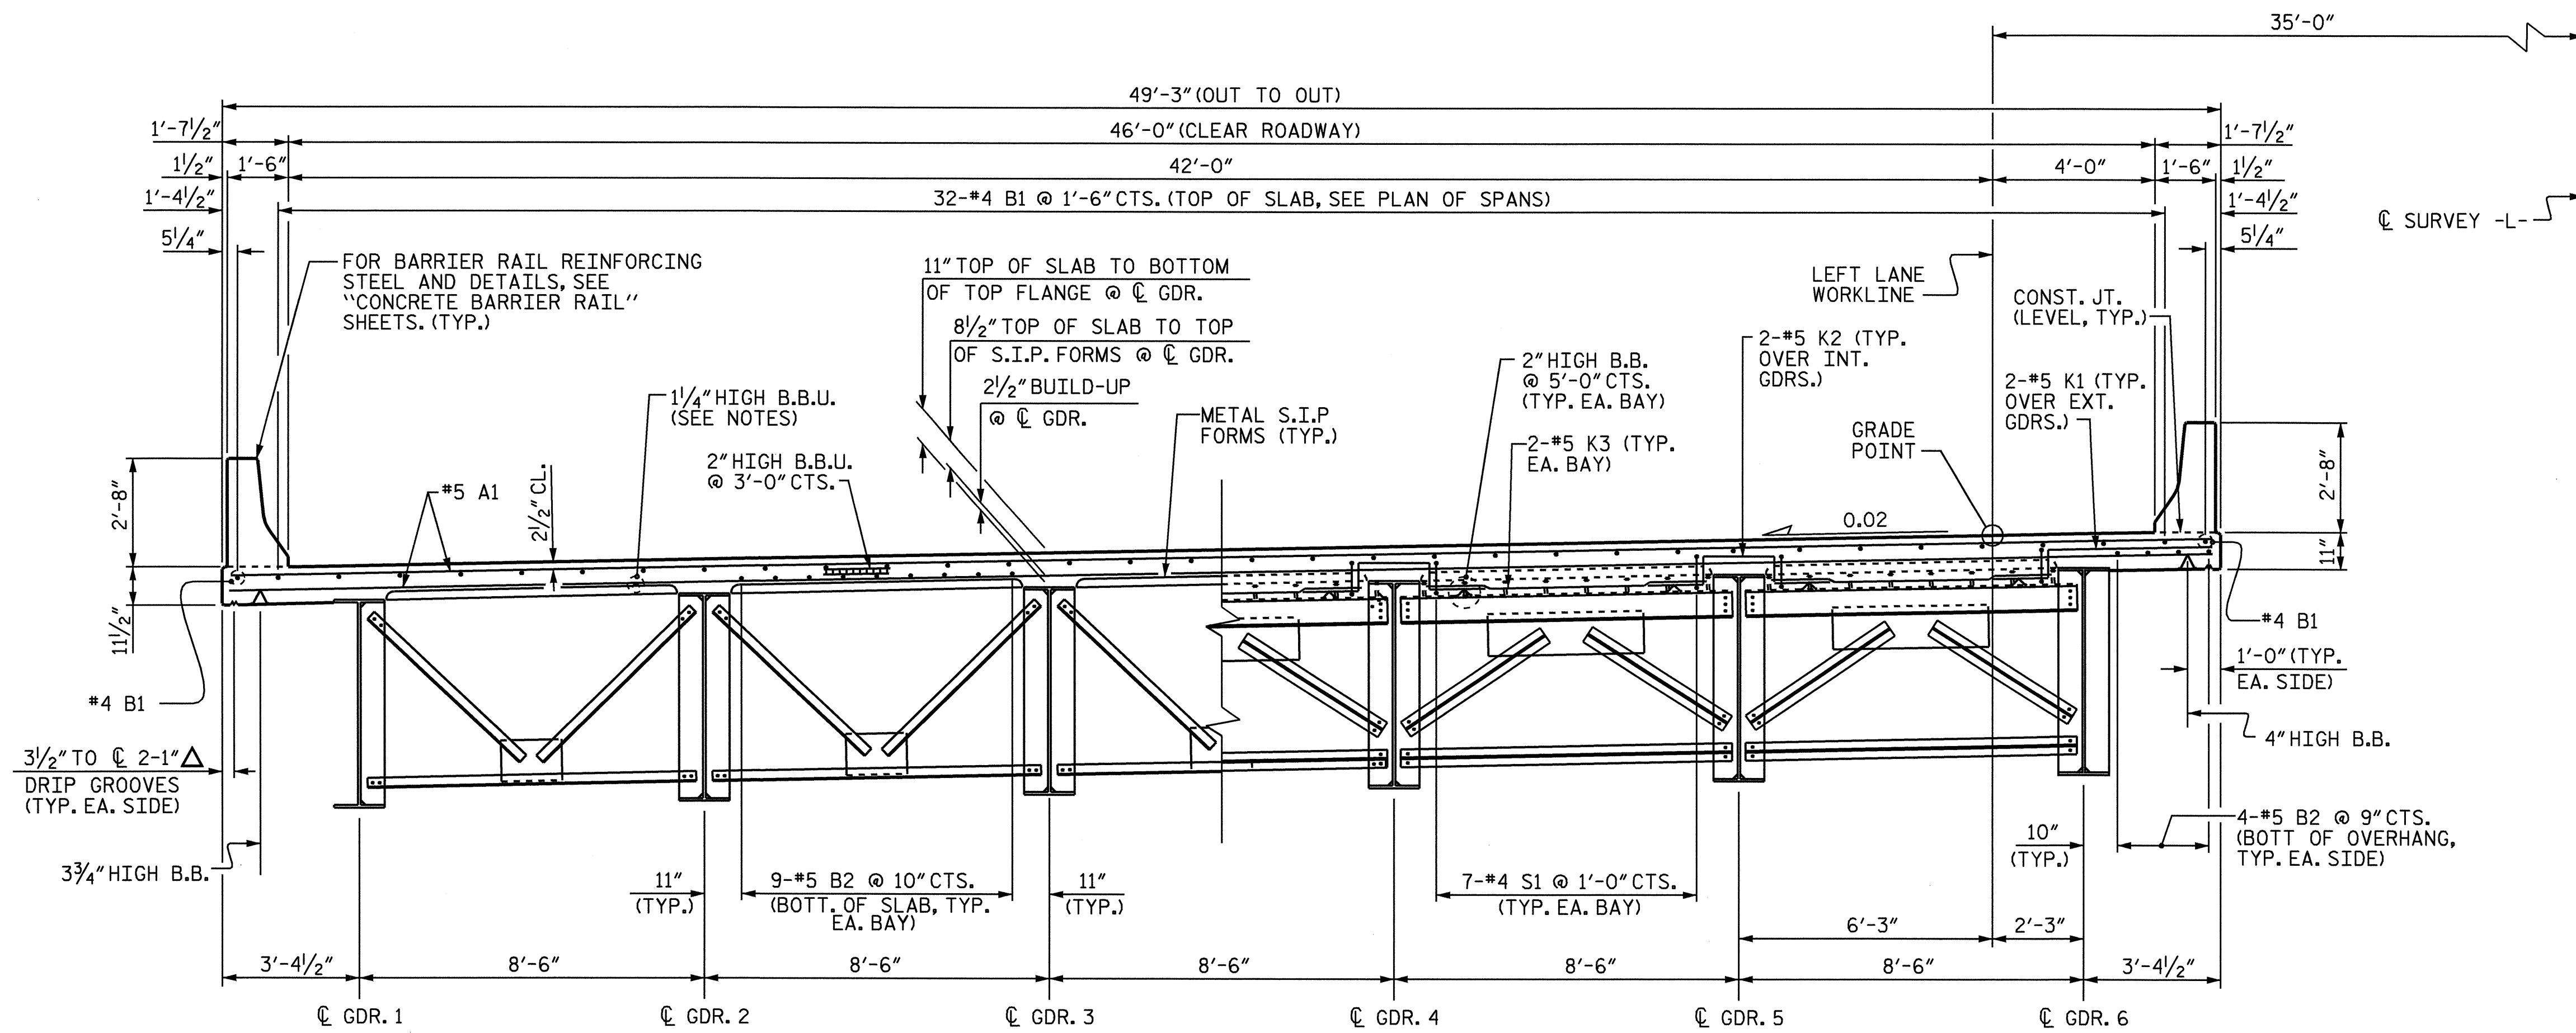 35'-0"
49'-3" (OUT TO OUT)
1'-7½"
46'-0" (CLEAR ROADWAY)
1'-7½"
1½"
1'-6"
42'-0"
4'-0"
1'-6"
1½"
1'-4½"
32-#4 B1 @ 1'-6" CTS. (TOP OF SLAB, SEE PLAN OF SPANS)
1'-4½"
℄ SURVEY -L-
5¼"
5¼"
FOR BARRIER RAIL REINFORCING
STEEL AND DETAILS, SEE
"CONCRETE BARRIER RAIL"
SHEETS. (TYP.)
11" TOP OF SLAB TO BOTTOM
OF TOP FLANGE @ ℄ GDR.
8½" TOP OF SLAB TO TOP
OF S.I.P. FORMS @ ℄ GDR.
2½" BUILD-UP
@ ℄ GDR.
LEFT LANE
WORKLINE
CONST. JT.
(LEVEL, TYP.)
2-#5 K2 (TYP.
OVER INT.
GDRS.)
2" HIGH B.B.
@ 5'-0" CTS.
(TYP. EA. BAY)
2-#5 K1 (TYP.
OVER EXT.
GDRS.)
1¼" HIGH B.B.U.
(SEE NOTES)
METAL S.I.P
FORMS (TYP.)
GRADE
POINT
2-#5 K3 (TYP.
EA. BAY)
2" HIGH B.B.U.
@ 3'-0" CTS.
2'-8"
#5 A1
2½" CL.
0.02
2'-8"
11½"
11"
#4 B1
#4 B1
1'-0" (TYP.
EA. SIDE)
4" HIGH B.B.
3½" TO ℄ 2-1" △
DRIP GROOVES
(TYP. EA. SIDE)
3¾" HIGH B.B.
11"
(TYP.)
9-#5 B2 @ 10" CTS.
(BOTT. OF SLAB, TYP.
EA. BAY)
11"
(TYP.)
7-#4 S1 @ 1'-0" CTS.
(TYP. EA. BAY)
10"
(TYP.)
4-#5 B2 @ 9" CTS.
(BOTT OF OVERHANG,
TYP. EA. SIDE)
6'-3"
2'-3"
3'-4½"
8'-6"
8'-6"
8'-6"
8'-6"
8'-6"
3'-4½"
℄ GDR. 1
℄ GDR. 2
℄ GDR. 3
℄ GDR. 4
℄ GDR. 5
℄ GDR. 6